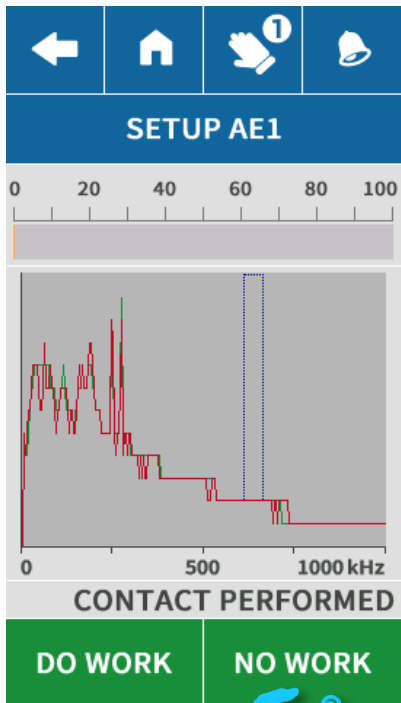 1
SETUP AE1
0 20 40 60 80 100
0 500 1000 kHz
CONTACT PERFORMED
DO WORK NO WORK